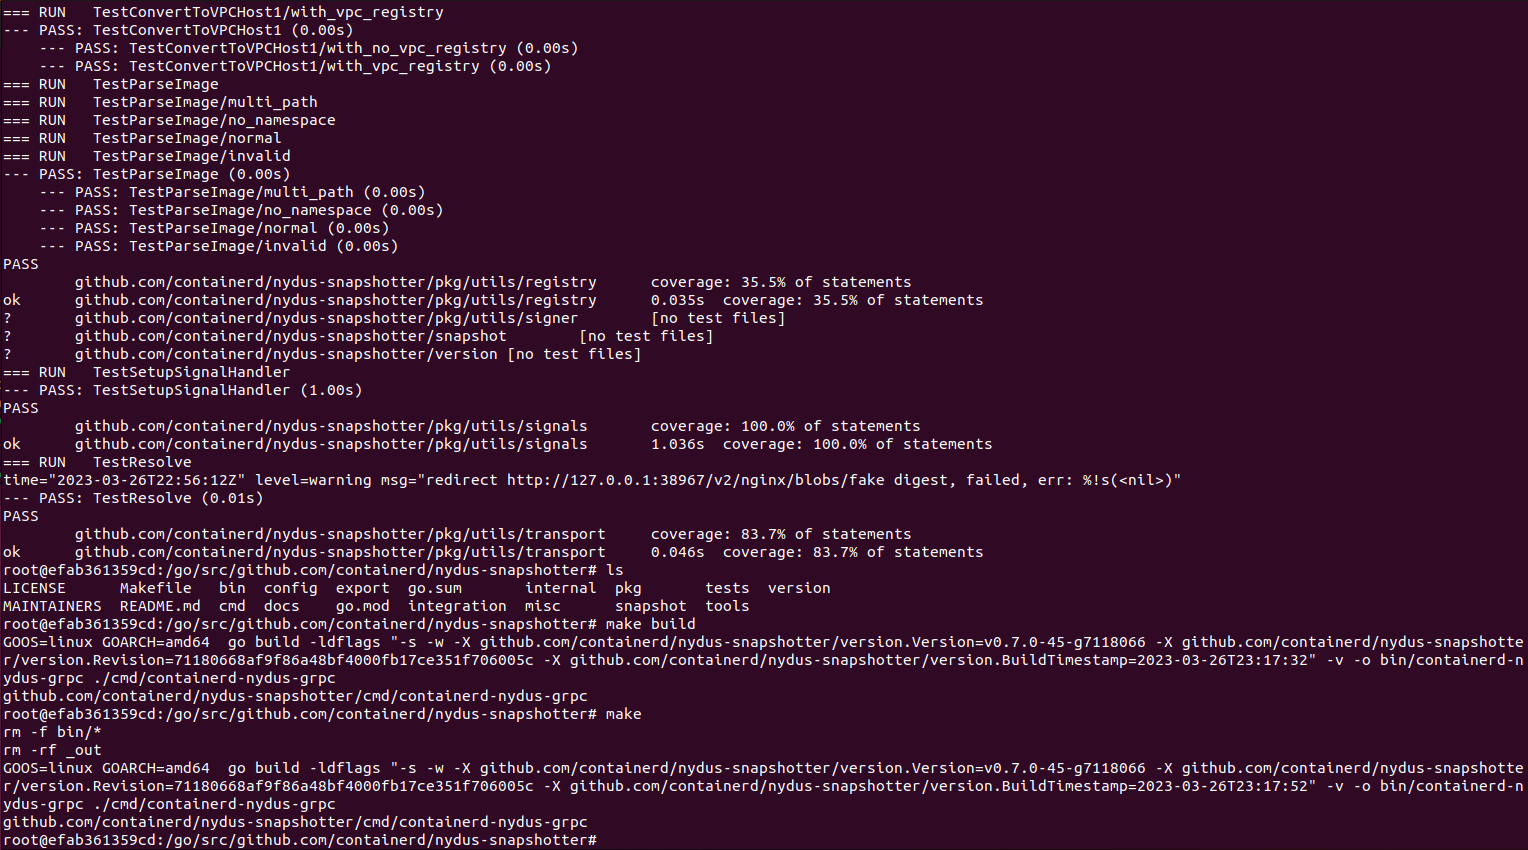 === RUN   TestConvertToVPCHost1/with_vpc_registry
--- PASS: TestConvertToVPCHost1 (0.00s)
    --- PASS: TestConvertToVPCHost1/with_no_vpc_registry (0.00s)
    --- PASS: TestConvertToVPCHost1/with_vpc_registry (0.00s)
=== RUN   TestParseImage
=== RUN   TestParseImage/multi_path
=== RUN   TestParseImage/no_namespace
=== RUN   TestParseImage/normal
=== RUN   TestParseImage/invalid
--- PASS: TestParseImage (0.00s)
    --- PASS: TestParseImage/multi_path (0.00s)
    --- PASS: TestParseImage/no_namespace (0.00s)
    --- PASS: TestParseImage/normal (0.00s)
    --- PASS: TestParseImage/invalid (0.00s)
PASS
        github.com/containerd/nydus-snapshotter/pkg/utils/registry      coverage: 35.5% of statements
ok      github.com/containerd/nydus-snapshotter/pkg/utils/registry      0.035s  coverage: 35.5% of statements
?       github.com/containerd/nydus-snapshotter/pkg/utils/signer        [no test files]
?       github.com/containerd/nydus-snapshotter/snapshot        [no test files]
?       github.com/containerd/nydus-snapshotter/version [no test files]
=== RUN   TestSetupSignalHandler
--- PASS: TestSetupSignalHandler (1.00s)
PASS
        github.com/containerd/nydus-snapshotter/pkg/utils/signals       coverage: 100.0% of statements
ok      github.com/containerd/nydus-snapshotter/pkg/utils/signals       1.036s  coverage: 100.0% of statements
=== RUN   TestResolve
time="2023-03-26T22:56:12Z" level=warning msg="redirect http://127.0.0.1:38967/v2/nginx/blobs/fake digest, failed, err: %!s(<nil>)"
--- PASS: TestResolve (0.01s)
PASS
        github.com/containerd/nydus-snapshotter/pkg/utils/transport     coverage: 83.7% of statements
ok      github.com/containerd/nydus-snapshotter/pkg/utils/transport     0.046s  coverage: 83.7% of statements
root@efab361359cd:/go/src/github.com/containerd/nydus-snapshotter# ls
LICENSE      Makefile   bin  config  export  go.sum       internal  pkg       tests  version
MAINTAINERS  README.md  cmd  docs    go.mod  integration  misc      snapshot  tools
root@efab361359cd:/go/src/github.com/containerd/nydus-snapshotter# make build
GOOS=linux GOARCH=amd64  go build -ldflags "-s -w -X github.com/containerd/nydus-snapshotter/version.Version=v0.7.0-45-g7118066 -X github.com/containerd/nydus-snapshotte
r/version.Revision=71180668af9f86a48bf4000fb17ce351f706005c -X github.com/containerd/nydus-snapshotter/version.BuildTimestamp=2023-03-26T23:17:32" -v -o bin/containerd-n
ydus-grpc ./cmd/containerd-nydus-grpc
github.com/containerd/nydus-snapshotter/cmd/containerd-nydus-grpc
root@efab361359cd:/go/src/github.com/containerd/nydus-snapshotter# make
rm -f bin/*
rm -rf _out
GOOS=linux GOARCH=amd64  go build -ldflags "-s -w -X github.com/containerd/nydus-snapshotter/version.Version=v0.7.0-45-g7118066 -X github.com/containerd/nydus-snapshotte
r/version.Revision=71180668af9f86a48bf4000fb17ce351f706005c -X github.com/containerd/nydus-snapshotter/version.BuildTimestamp=2023-03-26T23:17:52" -v -o bin/containerd-n
ydus-grpc ./cmd/containerd-nydus-grpc
github.com/containerd/nydus-snapshotter/cmd/containerd-nydus-grpc
root@efab361359cd:/go/src/github.com/containerd/nydus-snapshotter#